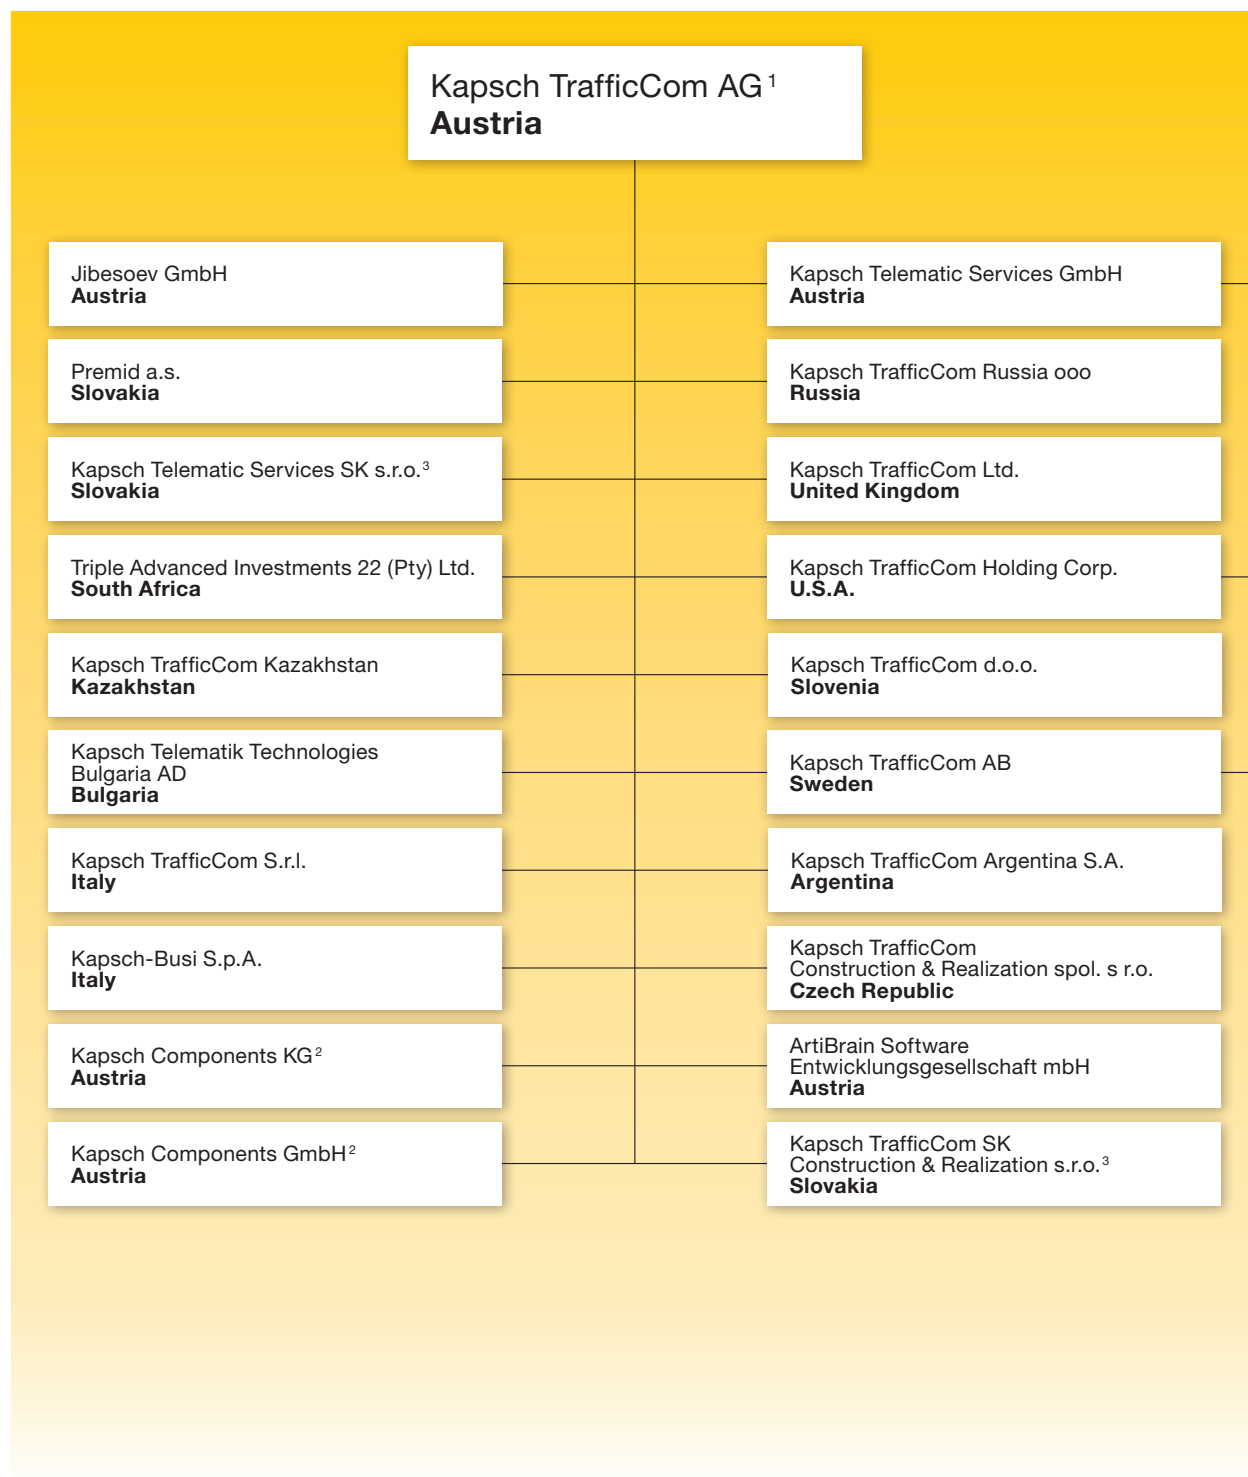 Kapsch TrafficCom AG¹
Austria
Jibesoev GmbH
Austria
Premid a.s.
Slovakia
Kapsch Telematic Services SK s.r.o.³
Slovakia
Triple Advanced Investments 22 (Pty) Ltd.
South Africa
Kapsch TrafficCom Kazakhstan
Kazakhstan
Kapsch Telematik Technologies
Bulgaria AD
Bulgaria
Kapsch TrafficCom S.r.l.
Italy
Kapsch-Busi S.p.A.
Italy
Kapsch Components KG²
Austria
Kapsch Components GmbH²
Austria
Kapsch Telematic Services GmbH
Austria
Kapsch TrafficCom Russia ooo
Russia
Kapsch TrafficCom Ltd.
United Kingdom
Kapsch TrafficCom Holding Corp.
U.S.A.
Kapsch TrafficCom d.o.o.
Slovenia
Kapsch TrafficCom AB
Sweden
Kapsch TrafficCom Argentina S.A.
Argentina
Kapsch TrafficCom
Construction & Realization spol. s r.o.
Czech Republic
ArtiBrain Software
Entwicklungsgesellschaft mbH
Austria
Kapsch TrafficCom SK
Construction & Realization s.r.o.³
Slovakia